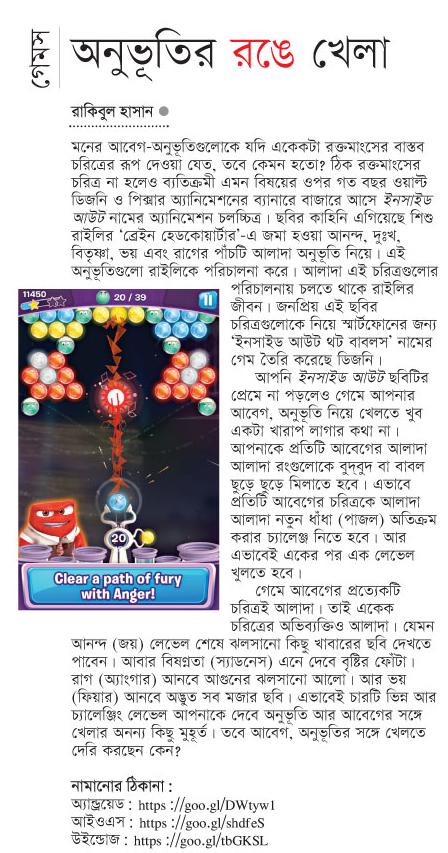 গেমস
অনুভূতির রঙে খেলা
রাকিবুল হাসান
মনের আবেগ-অনুভূতিগুলোকে যদি একেকটা রক্তমাংসের বাস্তব
চরিত্রের রূপ দেওয়া যেত, তবে কেমন হতো? ঠিক রক্তমাংসের
চরিত্র না হলেও ব্যতিক্রমী এমন বিষয়ের ওপর গত বছর ওয়াল্ট
ডিজনি ও পিক্সার অ্যানিমেশনের ব্যানারে বাজারে আসে ইনসাইড
আউট নামের অ্যানিমেশন চলচ্চিত্র। ছবির কাহিনি এগিয়েছে শিশু
রাইলির ‘ব্রেইন হেডকোয়ার্টার’-এ জমা হওয়া আনন্দ, দুঃখ,
বিতৃষ্ণা, ভয় এবং রাগের পাঁচটি আলাদা অনুভূতি নিয়ে। এই
অনুভূতিগুলো রাইলিকে পরিচালনা করে। আলাদা এই চরিত্রগুলোর
পরিচালনায় চলতে থাকে রাইলির
জীবন। জনপ্রিয় এই ছবির
চরিত্রগুলোকে নিয়ে স্মার্টফোনের জন্য
‘ইনসাইড আউট থট বাবলস’ নামের
গেম তৈরি করেছে ডিজনি।
আপনি ইনসাইড আউট ছবিটির
প্রেমে না পড়লেও গেমে আপনার
আবেগ, অনুভূতি নিয়ে খেলতে খুব
একটা খারাপ লাগার কথা না।
আপনাকে প্রতিটি আবেগের আলাদা
আলাদা রংগুলোকে বুদ্‌বুদ বা বাবল
ছুড়ে ছুড়ে মিলাতে হবে। এভাবে
প্রতিটি আবেগের চরিত্রকে আলাদা
আলাদা নতুন ধাঁধা (পাজল) অতিক্রম
করার চ্যালেঞ্জ নিতে হবে। আর
এভাবেই একের পর এক লেভেল
খুলতে হবে।
গেমে আবেগের প্রত্যেকটি
চরিত্রই আলাদা। তাই একেক
চরিত্রের অভিব্যক্তিও আলাদা। যেমন
আনন্দ (জয়) লেভেল শেষে ঝলসানো কিছু খাবারের ছবি দেখতে
পাবেন। আবার বিষণ্নতা (স্যাডনেস) এনে দেবে বৃষ্টির ফোঁটা।
রাগ (অ্যাংগার) আনবে আগুনের ঝলসানো আলো। আর ভয়
(ফিয়ার) আনবে অদ্ভুত সব মজার ছবি। এভাবেই চারটি ভিন্ন আর
চ্যালেঞ্জিং লেভেল আপনাকে দেবে অনুভূতি আর আবেগের সঙ্গে
খেলার অনন্য কিছু মুহূর্ত। তবে আবেগ, অনুভূতির সঙ্গে খেলতে
দেরি করছেন কেন?
11450
20 / 39
20
Clear a path of fury
with Anger!
নামানোর ঠিকানা :
অ্যান্ড্রয়েড : https ://goo.gl/DWtyw1
আইওএস : https ://goo.gl/shdfeS
উইন্ডোজ : https ://goo.gl/tbGKSL